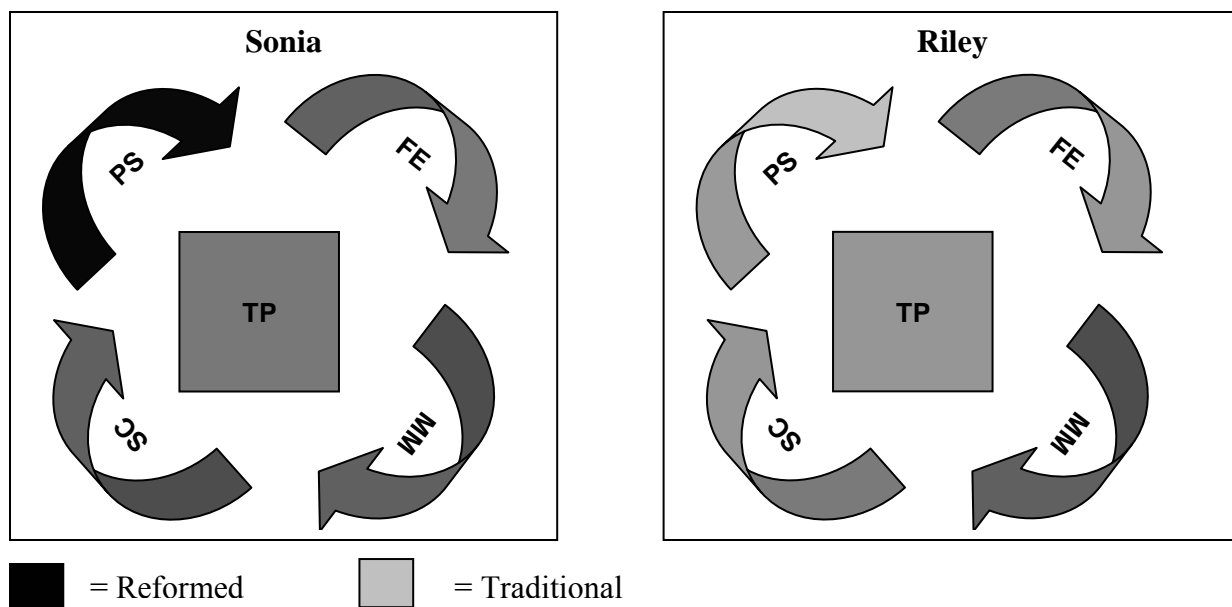 Sonia
PS
FE
TP
SC
MM
Riley
PS
FE
TP
SC
MM
= Reformed
= Traditional